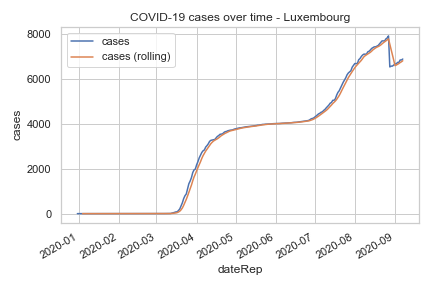 COVID-19 cases over time - Luxembourg
cases
cases (rolling)
8000
6000
4000
2000
0
cases
2020-01
2020-02
2020-03
2020-04
2020-05
2020-06
2020-07
2020-08
2020-09
dateRep